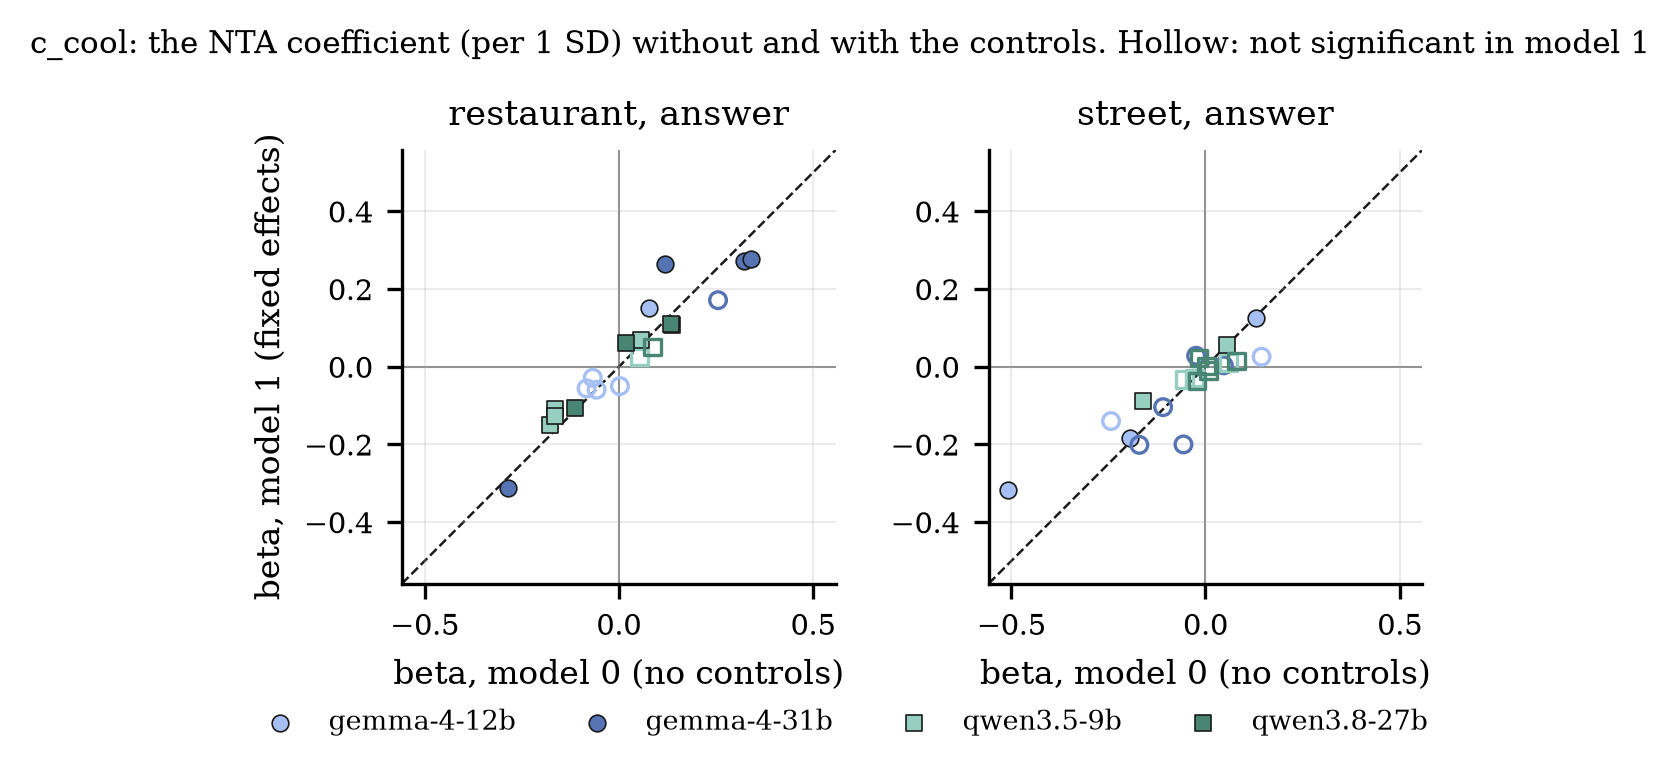 c_cool: the NTA coefficient (per 1 SD) without and with the controls. Hollow: not significant in model 1
restaurant, answer
street, answer
beta, model 1 (fixed effects)
0.4
0.2
0.0
−0.2
−0.4
−0.5
0.0
0.5
beta, model 0 (no controls)
0.4
0.2
0.0
−0.2
−0.4
−0.5
0.0
0.5
beta, model 0 (no controls)
gemma-4-12b
gemma-4-31b
qwen3.5-9b
qwen3.8-27b